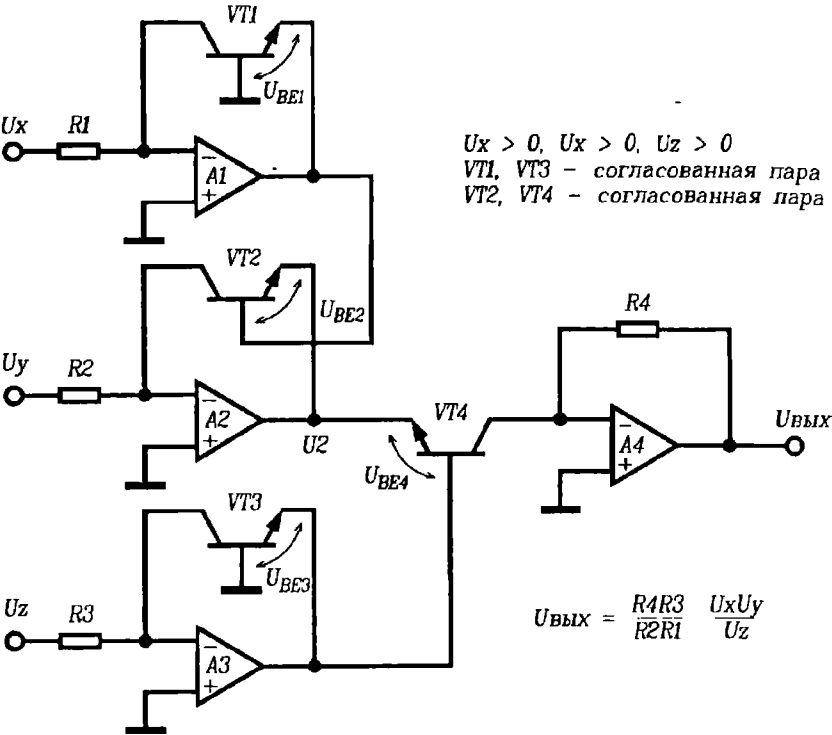 VT1
U_BE1
Ux
R1
A1
−
+
Ux > 0, Ux > 0, Uz > 0
VT1, VT3 − согласованная пара
VT2, VT4 − согласованная пара
VT2
U_BE2
Uy
R2
A2
−
+
U2
VT4
U_BE4
R4
A4
−
+
Uвых
VT3
U_BE3
Uz
R3
A3
−
+
Uвых = R4R3/R2R1 UxUy/Uz